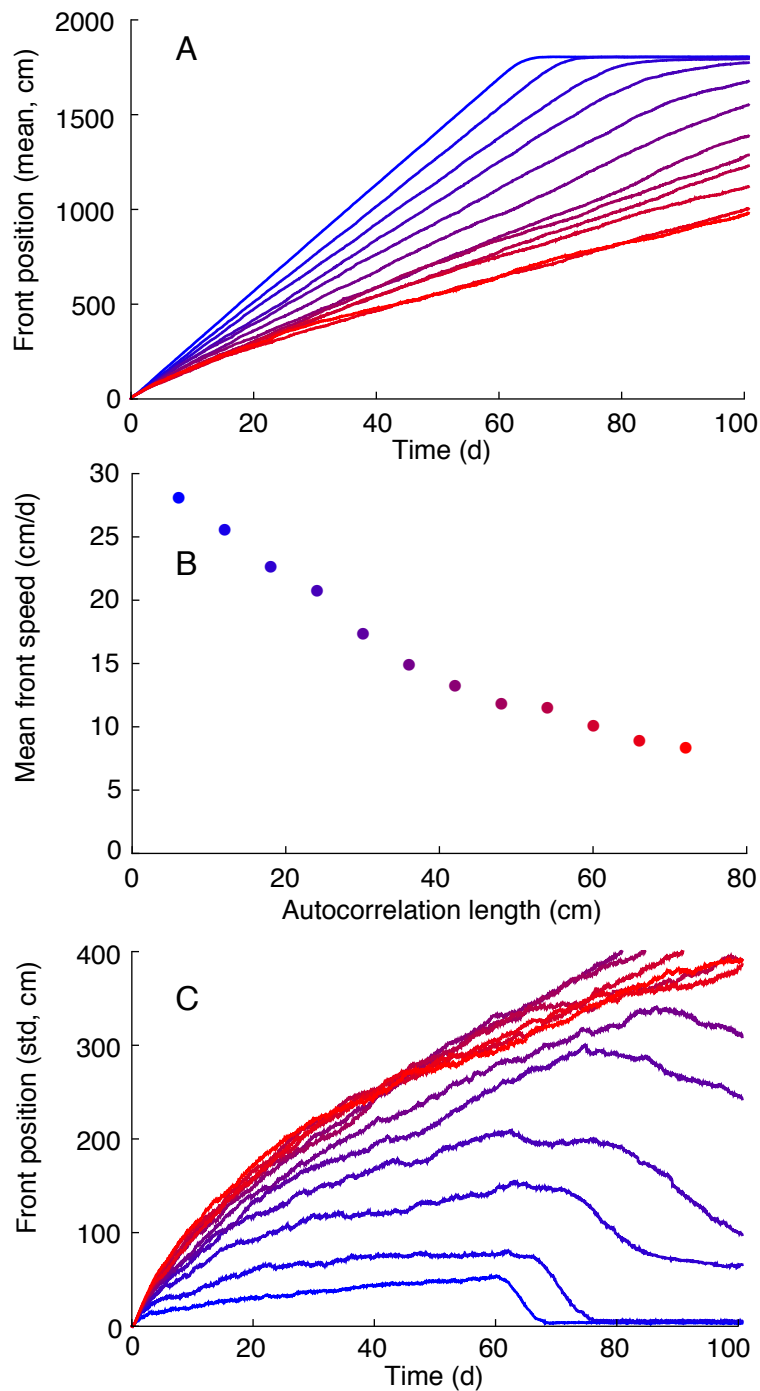 A
Front position (mean, cm)
2000
1500
1000
500
0
0 20 40 60 80 100
Time (d)
B
Mean front speed (cm/d)
30
25
20
15
10
5
0
0 20 40 60 80
Autocorrelation length (cm)
C
Front position (std, cm)
400
300
200
100
0
0 20 40 60 80 100
Time (d)